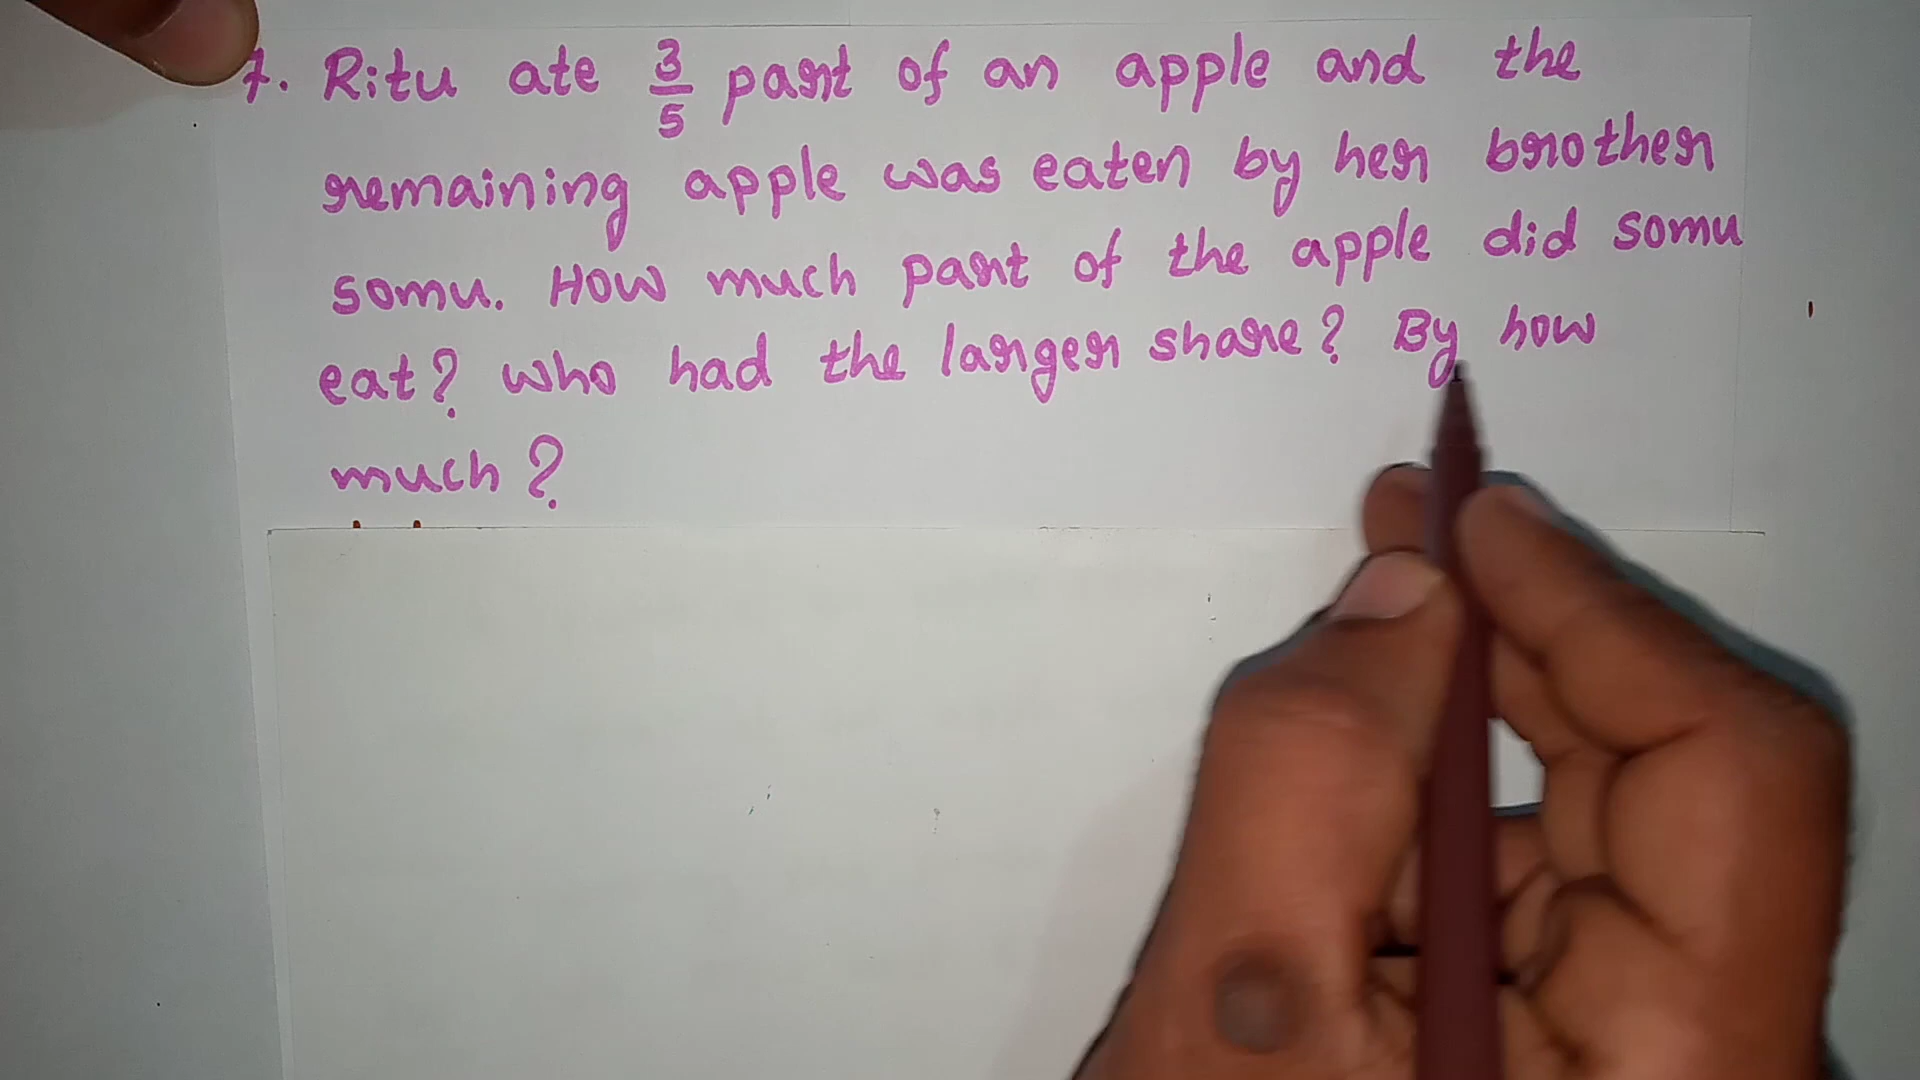 7. Ritu ate 3/5 part of an apple and the
remaining apple was eaten by her brother
somu. How much part of the apple did somu
eat? who had the larger share? By how
much?